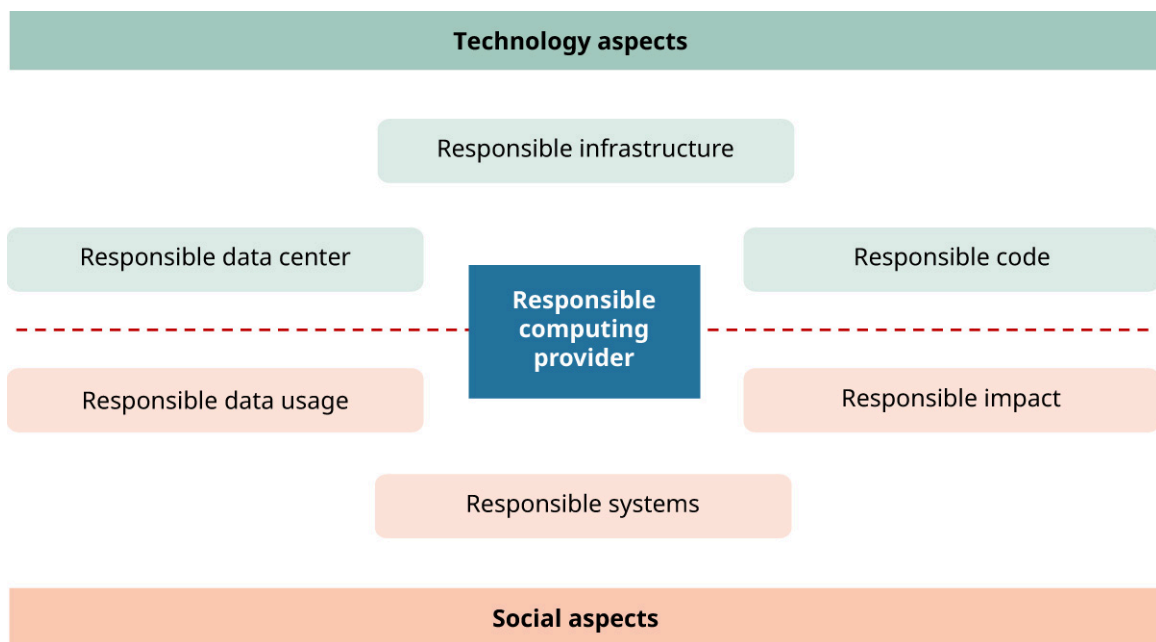 Technology aspects
Responsible infrastructure
Responsible data center
Responsible code
Responsible
computing
provider
Responsible data usage
Responsible impact
Responsible systems
Social aspects